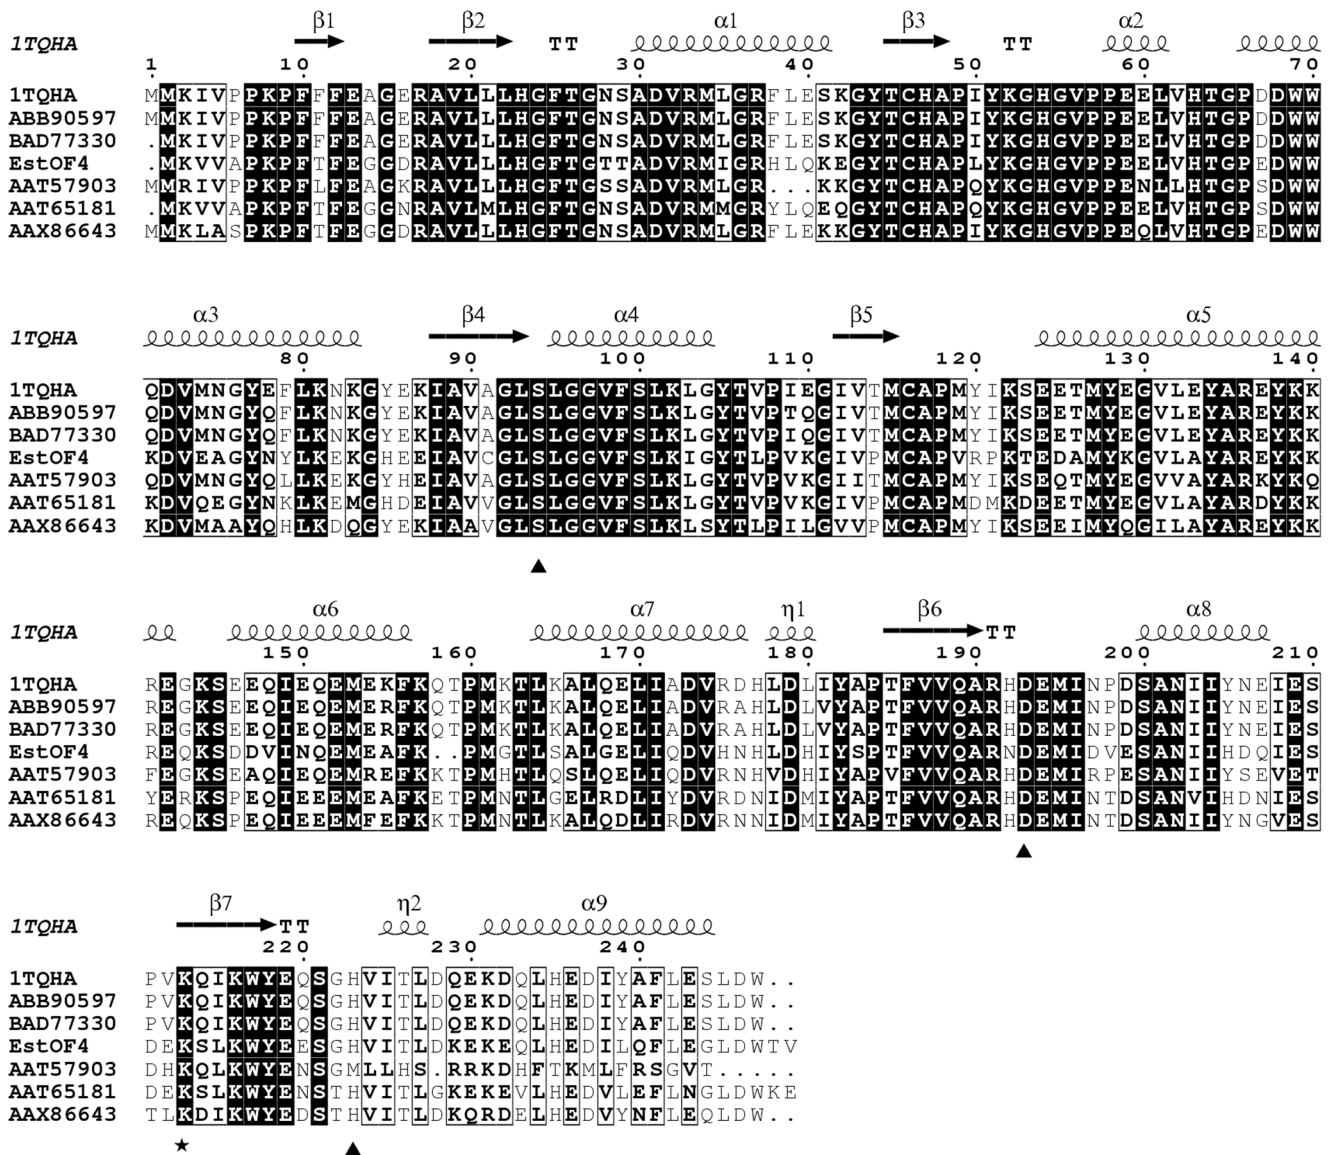 1TQHA β1 β2 TT α1 β3 TT α2
1 10 20 30 40 50 60 70
1TQHA MMKIVPPKPFFFEAGERAVLLLHGFTGNSADVRMLGRFLESKGYTCHAPIYKGHGVPPEELVHTGPDDWW
ABB90597 MMKIVPPKPFFFEAGERAVLLLHGFTGNSADVRMLGRFLESKGYTCHAPIYKGHGVPPEELVHTGPDDWW
BAD77330 .MKIVPPKPFFFEAGERAVLLLHGFTGNSADVRMLGRFLESKGYTCHAPIYKGHGVPPEELVHTGPDDWW
EstOF4 .MKVVAPKPFTFEGGDRAVLLLHGFTGTTADVRMIGRHLQKEGYTCHAPLYKGHGVPPEELVHTGPEDWW
AAT57903 MMRIVPPKPFLFEAGKRAVLLLHGFTGSSADVRMLGR...KKGYTCHAPQYKGHGVPPENLLHTGPSDWW
AAT65181 .MKVVAPKPFTFEGGNRAVLMLHGFTGNSADVRMMGRYLQEQGYTCHAPQYKGHGVPPEELVHTGPSDWW
AAX86643 MMKLASPKPFTFEGGDRAVLLLHGFTGNSADVRMLGRFLEKKGYTCHAPIYKGHGVPPEQLVHTGPEDWW
1TQHA α3 β4 α4 β5 α5
80 90 100 110 120 130 140
1TQHA QDVMNGYEFLKNKGYEKIAVAGLSLGGVFSLKLGYTVPIEGIVTMCAPMYIKSEETMYEGVLEYAREYKK
ABB90597 QDVMNGYQFLKNKGYEKIAVAGLSLGGVFSLKLGYTVPTQGIVTMCAPMYIKSEETMYEGVLEYAREYKK
BAD77330 QDVMNGYQFLKNKGYEKIAVAGLSLGGVFSLKLGYTVPIQGIVTMCAPMYIKSEETMYEGVLEYAREYKK
EstOF4 KDVEAGYNYLKEKGHEEIAVCGLSLGGVFSLKIGYTLPVKGIVPMCAPVRPKTEDAMYKGVLAYAREYKK
AAT57903 QDVMNGYQLLKEKGYHEIAVAGLSLGGVFSLKLGYTVPVKGIITMCAPMYIKSEQTMYEGVVAYARKYKQ
AAT65181 KDVQEGYNKLKEMGHDEIAVVGLSLGGVFSLKLGYTVPVKGIVPMCAPMDMKDEETMYEGVLAYARDYKK
AAX86643 KDVMAAYQHLKDQGYEKIAAVGLSLGGVFSLKLSYTLPILGVVPMCAPMYIKSEEIMYQGILAYAREYKK
▲
1TQHA α6 α7 η1 β6 TT α8
150 160 170 180 190 200 210
1TQHA REGKSEEQIEQEMEKFKQTPMKTLKALQELIADVRDHLDLIYAPTFVVQARHDEMINPDSANIIYNEIES
ABB90597 REGKSEEQIEQEMERFKQTPMKTLKALQELIADVRAHLDLVYAPTFVVQARHDEMINPDSANIIYNEIES
BAD77330 REGKSEEQIEQEMERFKQTPMKTLKALQELIADVRAHLDLVYAPTFVVQARHDEMINPDSANIIYNEIES
EstOF4 REQKSDDVINQEMEAFK..PMGTLSALGELIQDVHNHLDHIYSPTFVVQARNDEMIDVESANIIHDQIES
AAT57903 FEGKSEAQIEQEMREFKKTPMHTLQSLQELIQDVRNHVDHIYAPVFVVQARHDEMIRPESANIIYSEVET
AAT65181 YERKSPEQIEEEMEAFKETPMNTLGELRDLIYDVRDNIDMIYAPTFVVQARHDEMINTDSANVIHDNIES
AAX86643 REQKSPEQIEEEMFEFKKTPMNTLKALQDLIRDVRNNIDMIYAPTFVVQARHDEMINTDSANIIYNGVES
▲
1TQHA β7 TT η2 α9
220 230 240
1TQHA PVKQIKWYEQSGHVITLDQEKDQLHEDIYAFLESLDW..
ABB90597 PVKQIKWYEQSGHVITLDQEKDQLHEDIYAFLESLDW..
BAD77330 PVKQIKWYEQSGHVITLDQEKDQLHEDIYAFLESLDW..
EstOF4 DEKSLKWYEESGHVITLDKEKEQLHEDILQFLEGLDWTV
AAT57903 DHKQLKWYENSGMLLHS.RRKDHFTKMLFRSGVT.....
AAT65181 DEKSLKWYENSTHVITLGKEKEVLHEDVLEFLNGLDWKE
AAX86643 TLKDIKWYEDSTHVITLDKQRDELHEDVYNFLEQLDW..
★ ▲